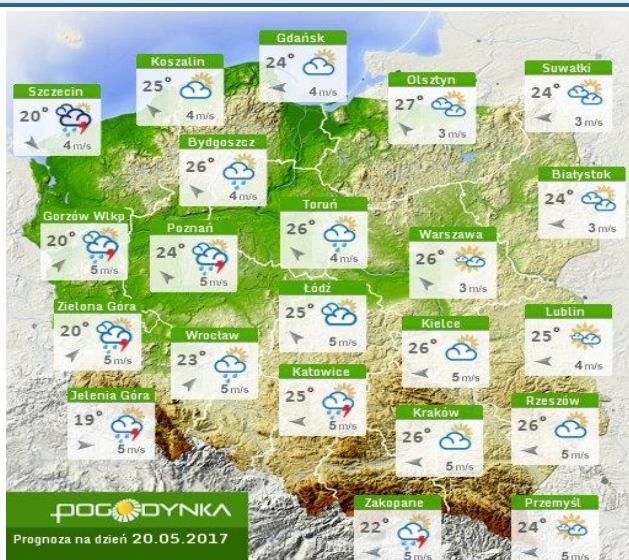 Gdańsk
24°
4 m/s
Koszalin
25°
4 m/s
Suwałki
24°
3 m/s
Olsztyn
27°
3 m/s
Szczecin
20°
4 m/s
Bydgoszcz
26°
4 m/s
Białystok
24°
3 m/s
Toruń
26°
4 m/s
Gorzów Wlkp
20°
5 m/s
Poznań
24°
5 m/s
Warszawa
26°
3 m/s
Łódź
25°
5 m/s
Zielona Góra
20°
5 m/s
Lublin
25°
4 m/s
Kielce
26°
5 m/s
Wrocław
23°
5 m/s
Katowice
25°
5 m/s
Jelenia Góra
19°
5 m/s
Rzeszów
26°
5 m/s
Kraków
26°
5 m/s
Zakopane
22°
5 m/s
Przemyśl
24°
5 m/s
POGODYNKA
Prognoza na dzień 20.05.2017